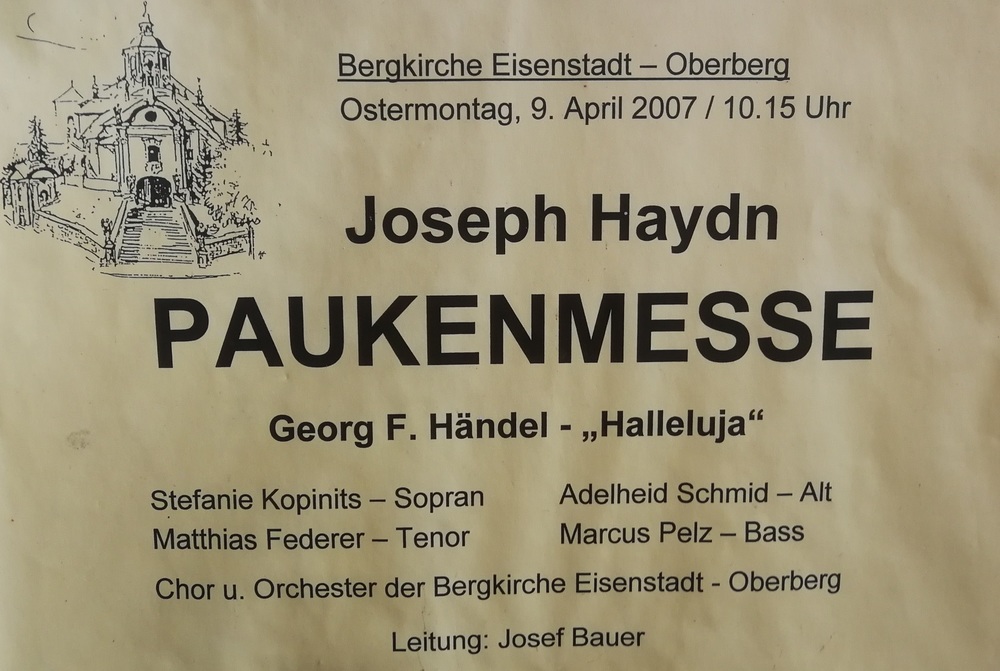 Bergkirche Eisenstadt – Oberberg
Ostermontag, 9. April 2007 / 10.15 Uhr
Joseph Haydn
PAUKENMESSE
Georg F. Händel - „Halleluja“
Stefanie Kopinits – Sopran
Adelheid Schmid – Alt
Matthias Federer – Tenor
Marcus Pelz – Bass
Chor u. Orchester der Bergkirche Eisenstadt - Oberberg
Leitung: Josef Bauer